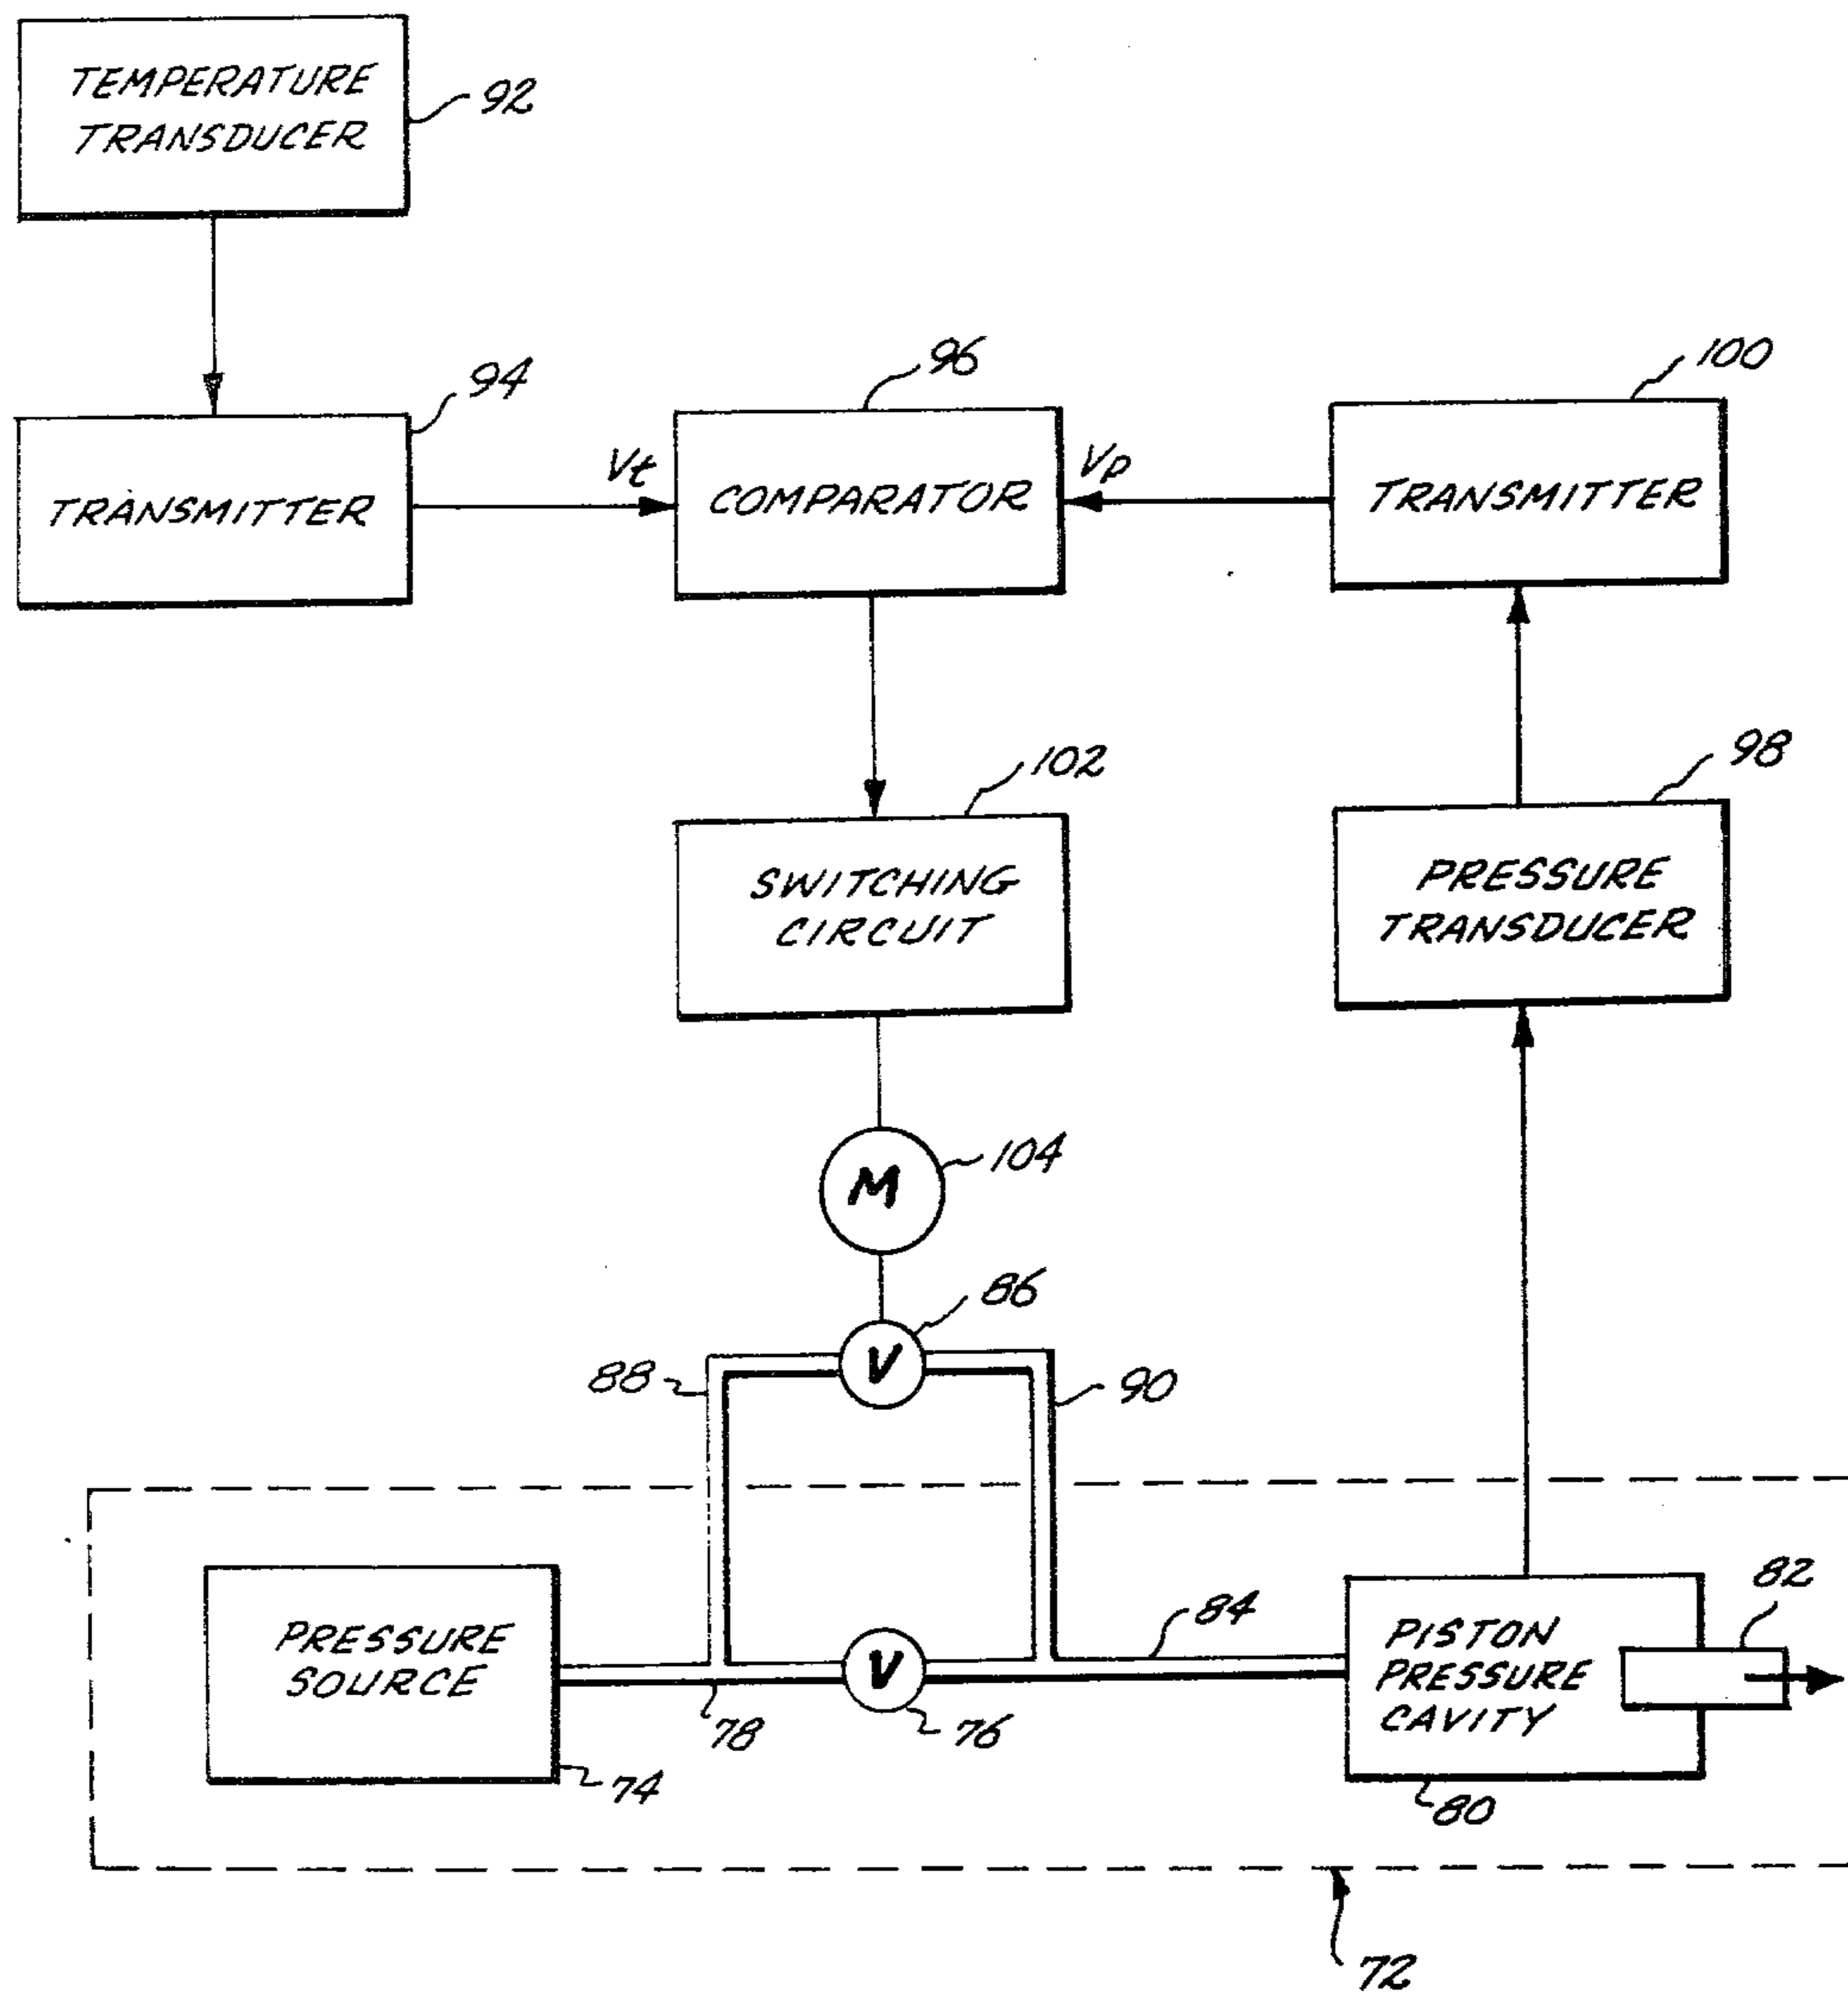 TEMPERATURE
TRANSDUCER
92
94
TRANSMITTER
Vt
96
COMPARATOR
Vp
100
TRANSMITTER
102
SWITCHING
CIRCUIT
98
PRESSURE
TRANSDUCER
M
104
86
V
88
90
PRESSURE
SOURCE
74
78
V
76
84
PISTON
PRESSURE
CAVITY
82
80
72